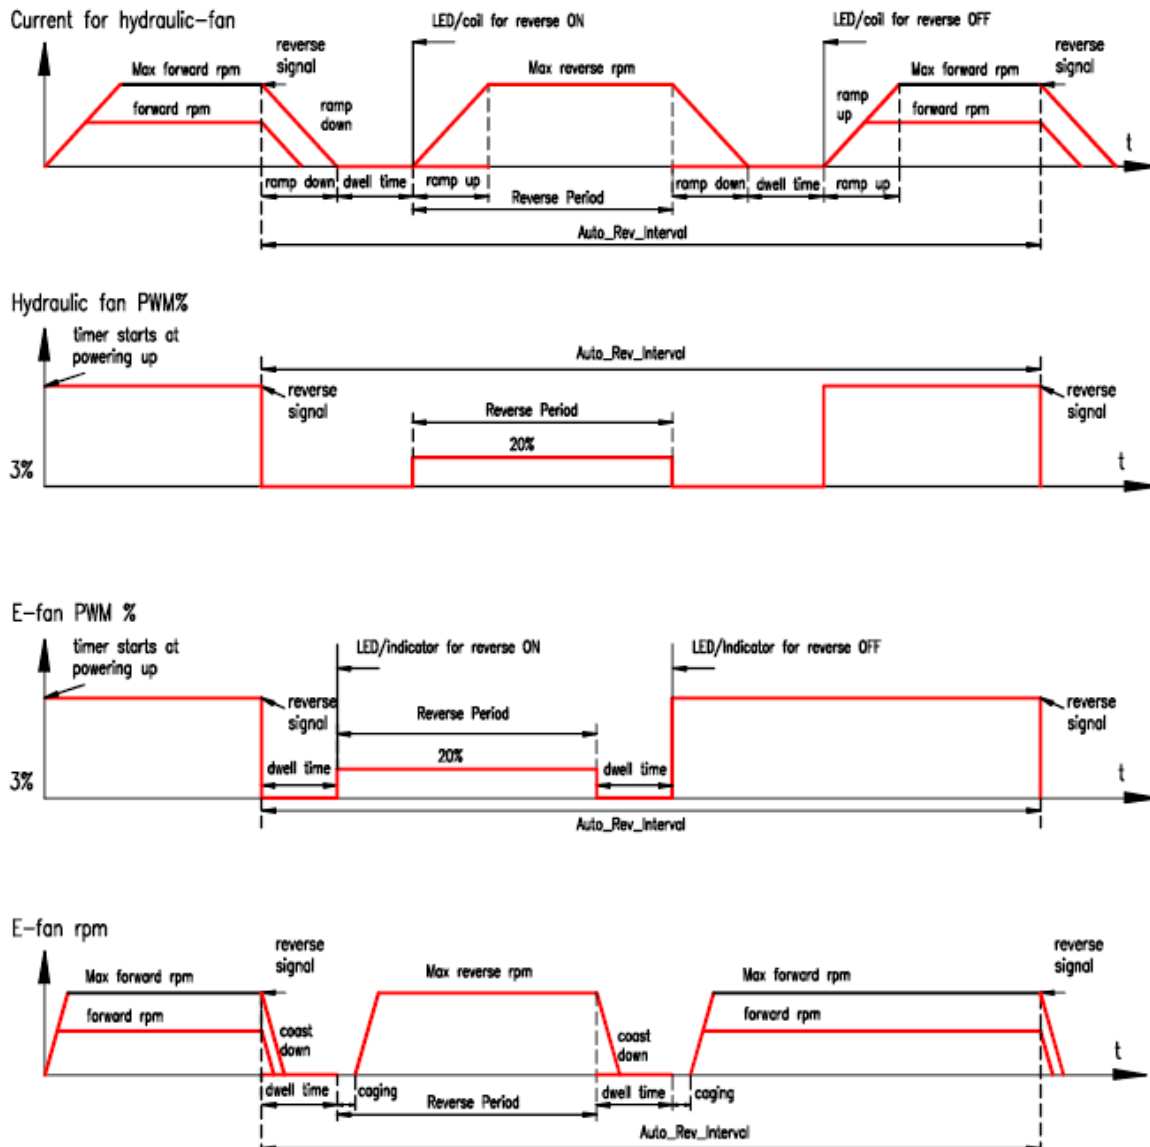 Current for hydraulic-fan
LED/coil for reverse ON
LED/coil for reverse OFF
reverse
signal
Max forward rpm
forward rpm
ramp
down
Max reverse rpm
ramp
up
Max forward rpm
forward rpm
reverse
signal
t
ramp down
dwell time
ramp up
Reverse Period
ramp down
dwell time
ramp up
Auto_Rev_Interval
Hydraulic fan PWM%
timer starts at
powering up
Auto_Rev_Interval
reverse
signal
Reverse Period
20%
reverse
signal
3%
t
E-fan PWM %
timer starts at
powering up
LED/indicator for reverse ON
LED/Indicator for reverse OFF
reverse
signal
Reverse Period
reverse
signal
20%
dwell time
dwell time
3%
t
Auto_Rev_Interval
E-fan rpm
reverse
signal
reverse
signal
Max forward rpm
Max reverse rpm
Max forward rpm
forward rpm
coast
down
coast
down
forward rpm
t
dwell time
caging
Reverse Period
dwell time
caging
Auto_Rev_Interval